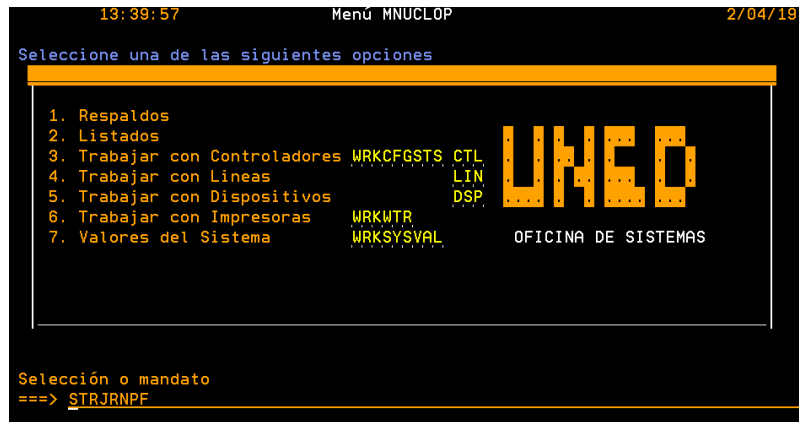 13:39:57 Menú MNUCLOP 2/04/19
Seleccione una de las siguientes opciones
1. Respaldos
2. Listados
3. Trabajar con Controladores WRKCFGSTS CTL
4. Trabajar con Lineas LIN
5. Trabajar con Dispositivos DSP
6. Trabajar con Impresoras WRKWTR
7. Valores del Sistema WRKSYSVAL
UNED
OFICINA DE SISTEMAS
Selección o mandato
===> STRJRNPF